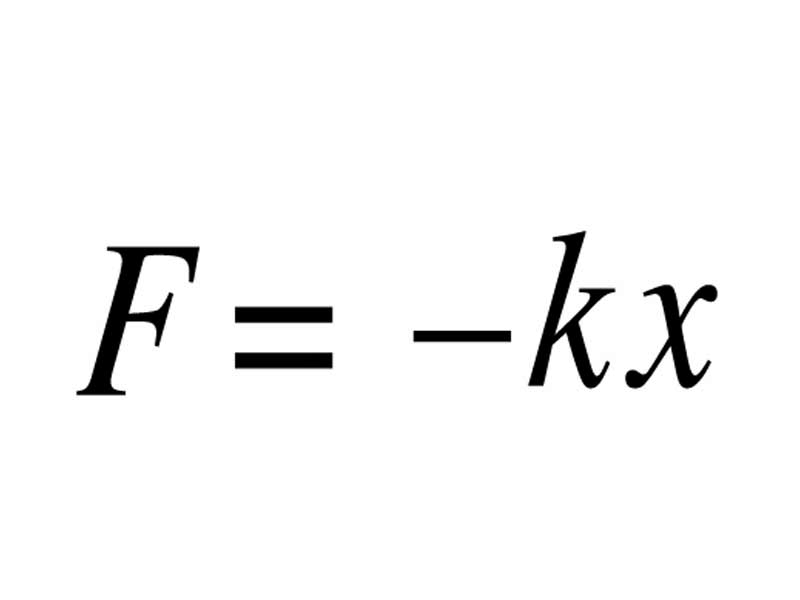 F = −kx